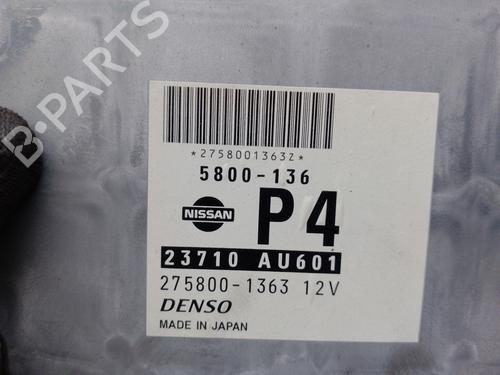 B-PARTS
*2758001363Z*
5800-136
NISSAN
P4
23710 AU601
275800-1363 12V
DENSO
MADE IN JAPAN